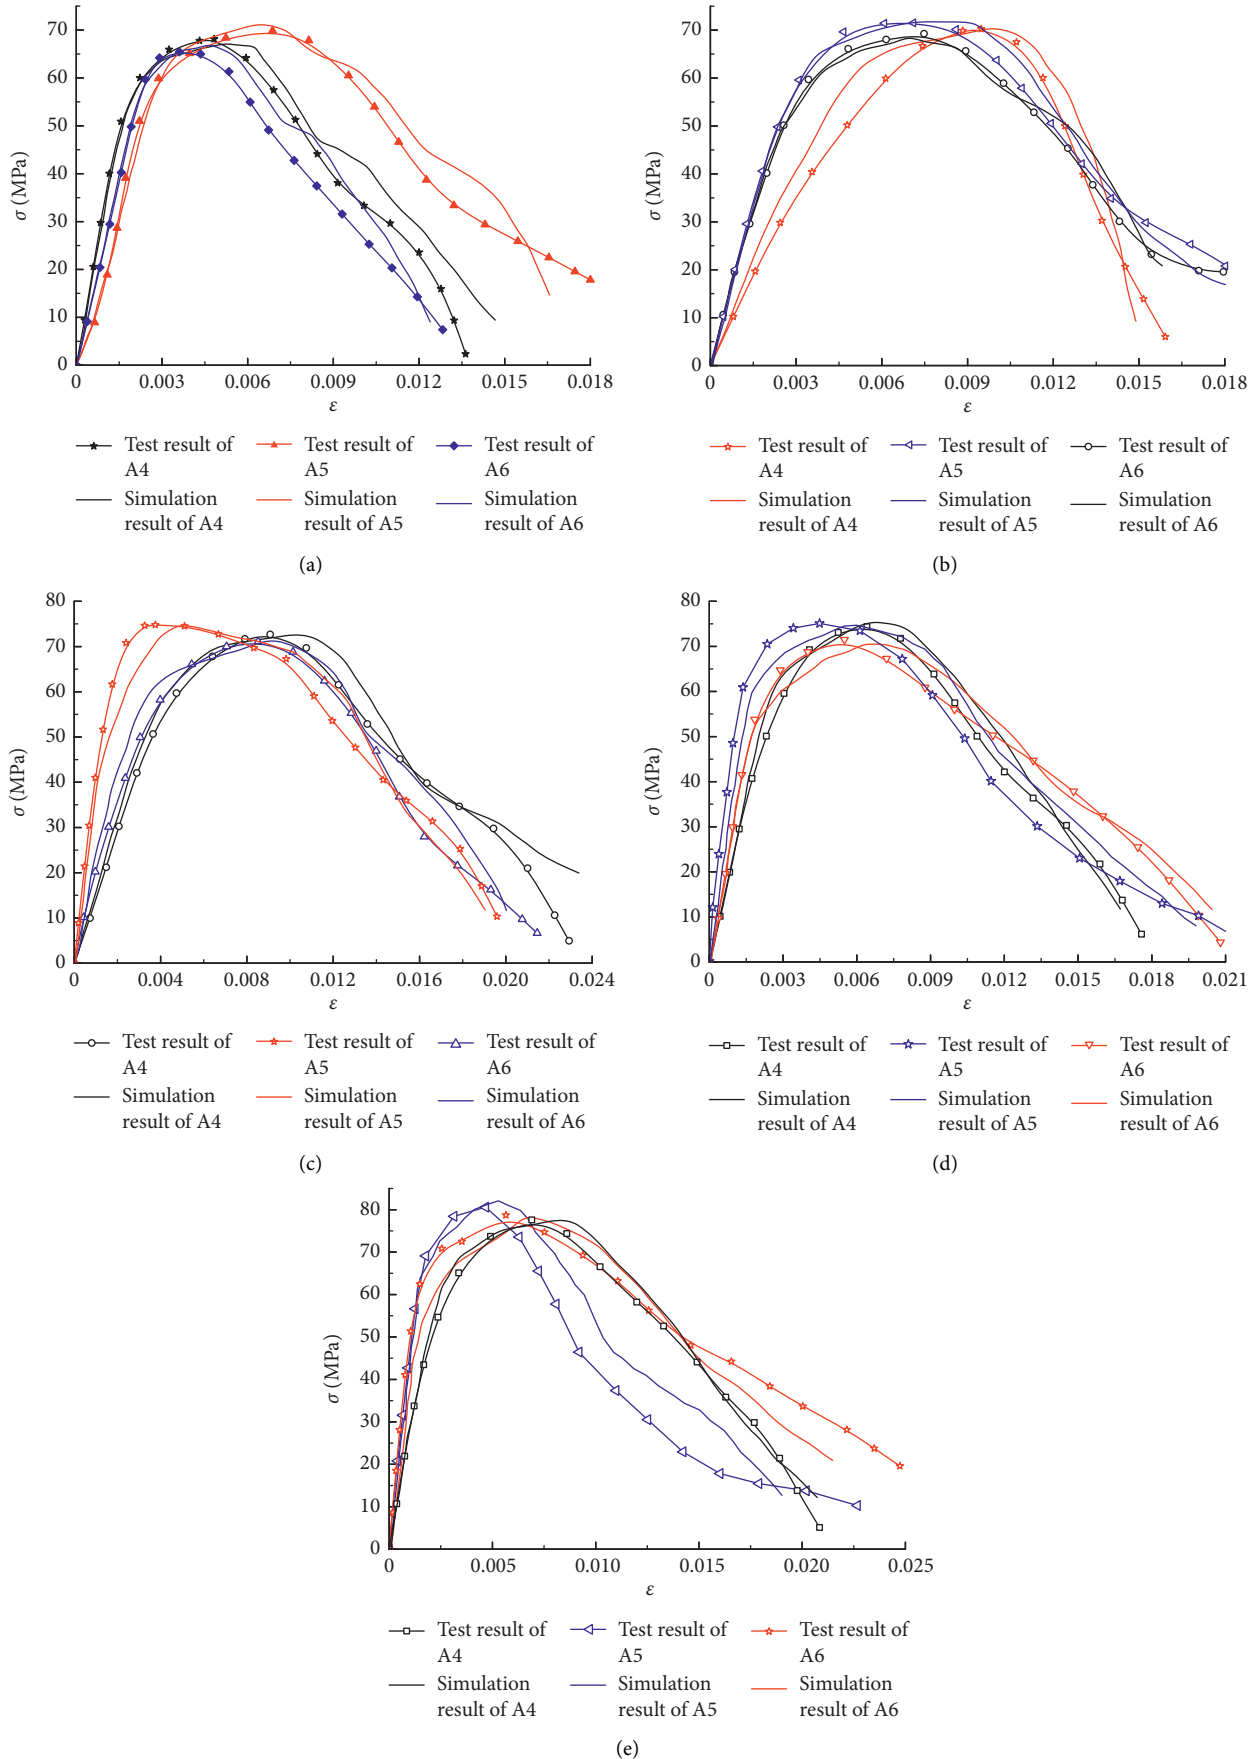 70
60
50
40
30
20
10
0
σ (MPa)
0 0.003 0.006 0.009 0.012 0.015 0.018
ε
Test result of A4
Test result of A5
Test result of A6
Simulation result of A4
Simulation result of A5
Simulation result of A6
(a)
70
60
50
40
30
20
10
0
σ (MPa)
0 0.003 0.006 0.009 0.012 0.015 0.018
ε
Test result of A4
Test result of A5
Test result of A6
Simulation result of A4
Simulation result of A5
Simulation result of A6
(b)
80
70
60
50
40
30
20
10
0
σ (MPa)
0 0.004 0.008 0.012 0.016 0.020 0.024
ε
Test result of A4
Test result of A5
Test result of A6
Simulation result of A4
Simulation result of A5
Simulation result of A6
(c)
80
70
60
50
40
30
20
10
0
σ (MPa)
0 0.003 0.006 0.009 0.012 0.015 0.018 0.021
ε
Test result of A4
Test result of A5
Test result of A6
Simulation result of A4
Simulation result of A5
Simulation result of A6
(d)
80
70
60
50
40
30
20
10
0
σ (MPa)
0 0.005 0.010 0.015 0.020 0.025
ε
Test result of A4
Test result of A5
Test result of A6
Simulation result of A4
Simulation result of A5
Simulation result of A6
(e)